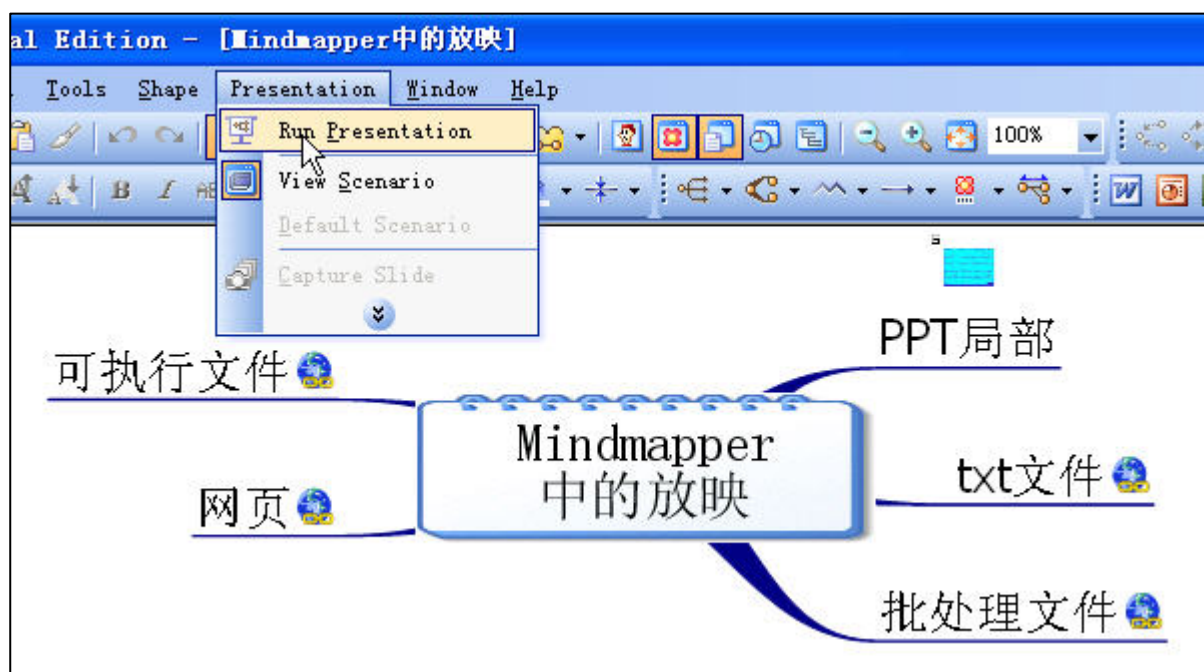 al Edition - [Mindmapper中的放映]
Tools Shape Presentation Window Help
Run Presentation
100%
View Scenario
B I
W
Default Scenario
Capture Slide
PPT局部
可执行文件
Mindmapper
中的放映
txt文件
网页
批处理文件